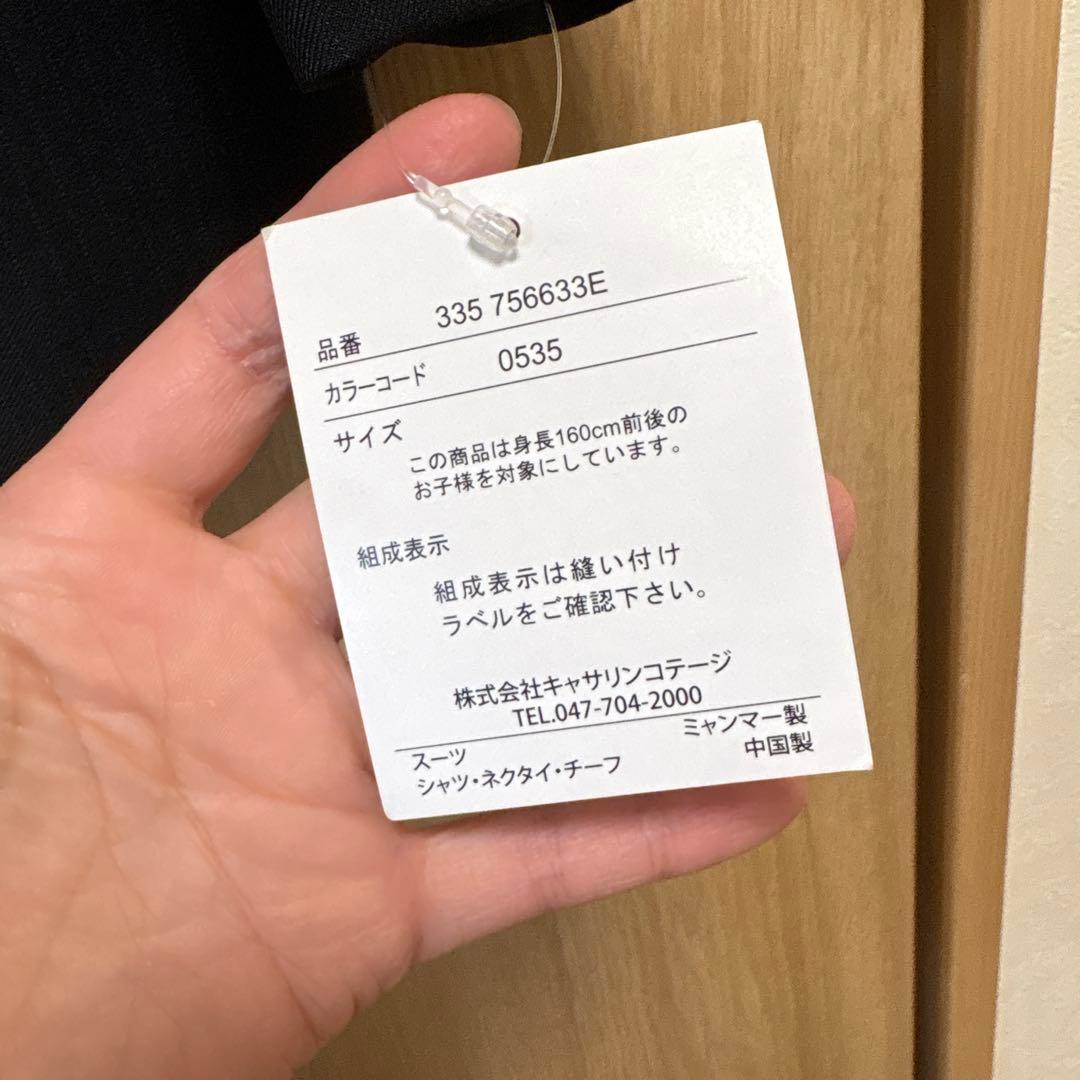 品番 335 756633E
カラーコード 0535
サイズ
この商品は身長160cm前後の
お子様を対象にしています。
組成表示
組成表示は縫い付け
ラベルをご確認下さい。
株式会社キャサリンコテージ
TEL.047-704-2000
スーツ ミャンマー製
シャツ・ネクタイ・チーフ 中国製